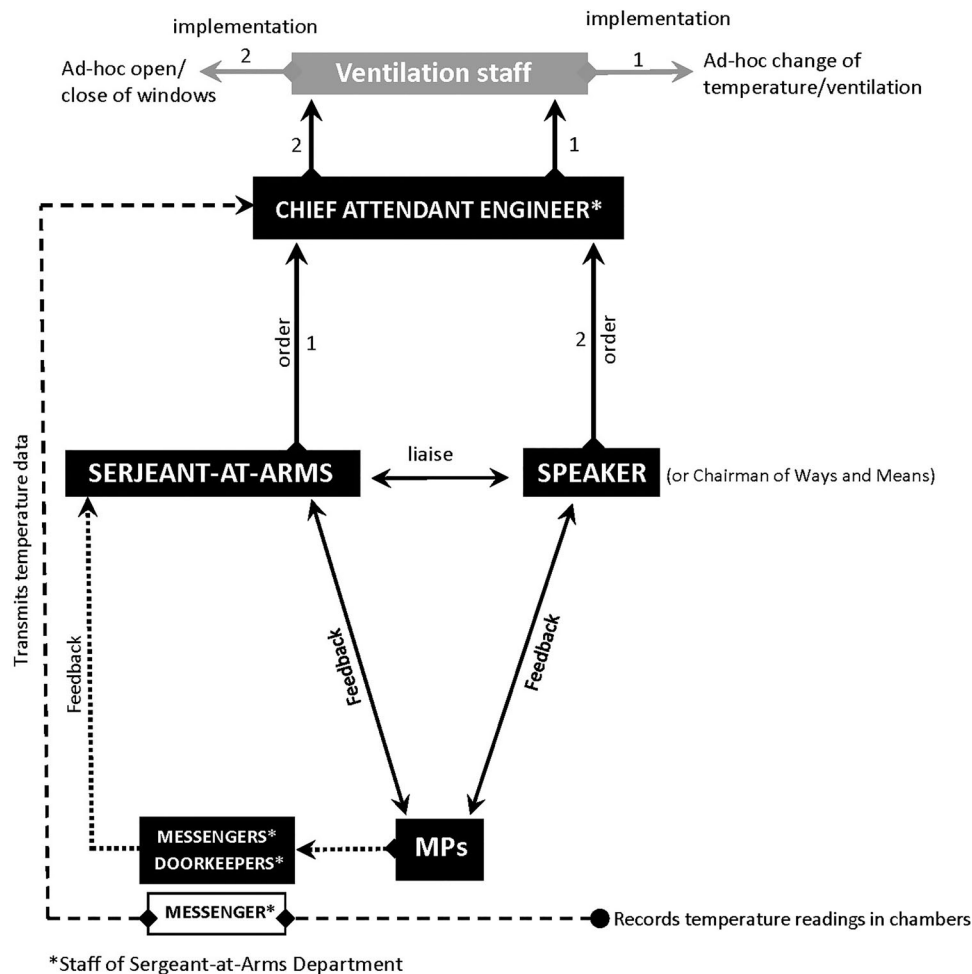 implementation
implementation
2
1
Ad-hoc open/
close of windows
Ventilation staff
Ad-hoc change of
temperature/ventilation
2
1
CHIEF ATTENDANT ENGINEER*
order
1
2
order
Transmits temperature data
SERJEANT-AT-ARMS
liaise
SPEAKER
(or Chairman of Ways and Means)
Feedback
Feedback
Feedback
MESSENGERS*
DOORKEEPERS*
MPs
MESSENGER*
Records temperature readings in chambers
*Staff of Sergeant-at-Arms Department